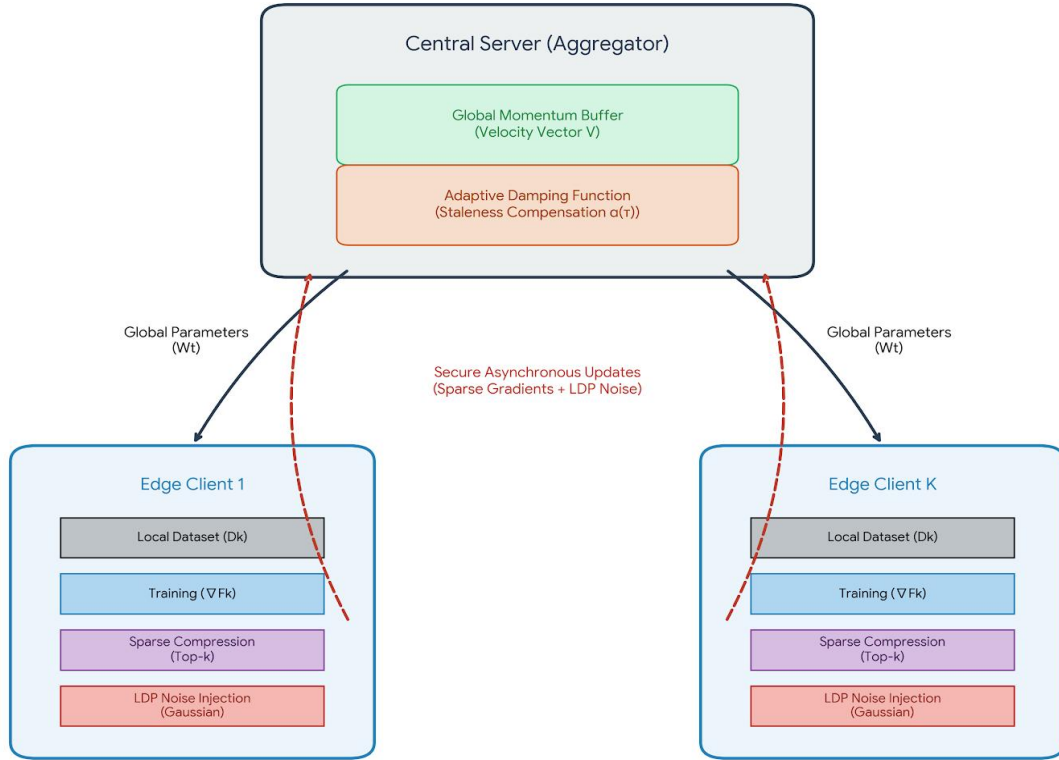 Central Server (Aggregator)
Global Momentum Buffer
(Velocity Vector V)
Adaptive Damping Function
(Staleness Compensation α(τ))
Global Parameters
(Wt)
Global Parameters
(Wt)
Secure Asynchronous Updates
(Sparse Gradients + LDP Noise)
Edge Client 1
Local Dataset (Dk)
Training (∇Fk)
Sparse Compression
(Top-k)
LDP Noise Injection
(Gaussian)
Edge Client K
Local Dataset (Dk)
Training (∇Fk)
Sparse Compression
(Top-k)
LDP Noise Injection
(Gaussian)